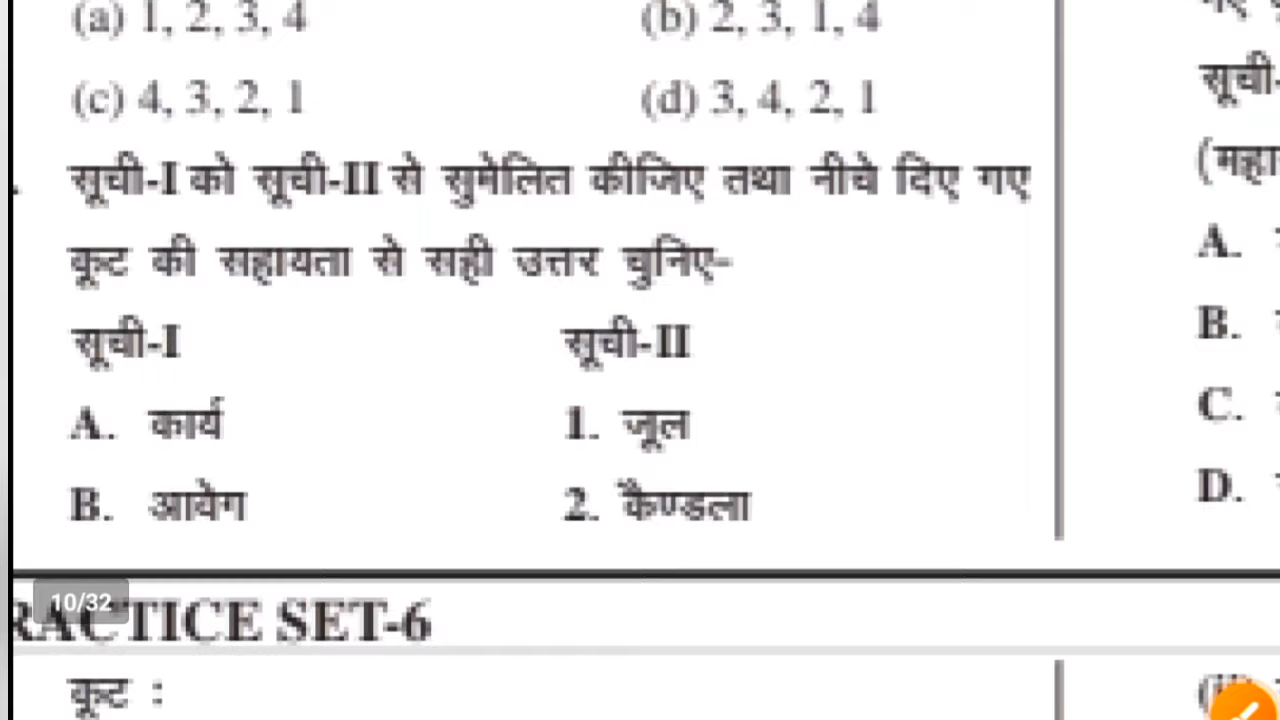 (a) 1, 2, 3, 4
(b) 2, 3, 1, 4
(c) 4, 3, 2, 1
(d) 3, 4, 2, 1
सूची-I को सूची-II से सुमेलित कीजिए तथा नीचे दिए गए
कूट की सहायता से सही उत्तर चुनिए-
सूची-I
सूची-II
A. कार्य
1. जूल
B. आवेग
2. कैण्डला
10/32
RACTICE SET-6
कूट :
सूची-
(महा
A.
B.
C.
D.